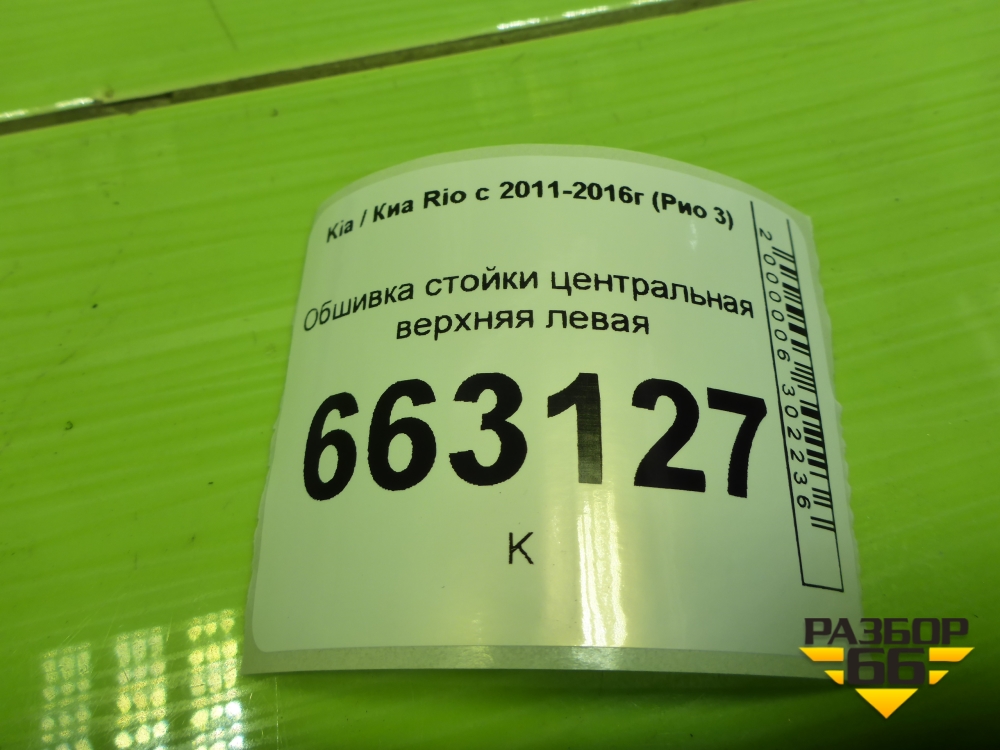 Kia / Киа Rio с 2011-2016г (Рио 3)
Обшивка стойки центральная
верхняя левая
663127
К
2000006302236
РАЗБОР
66